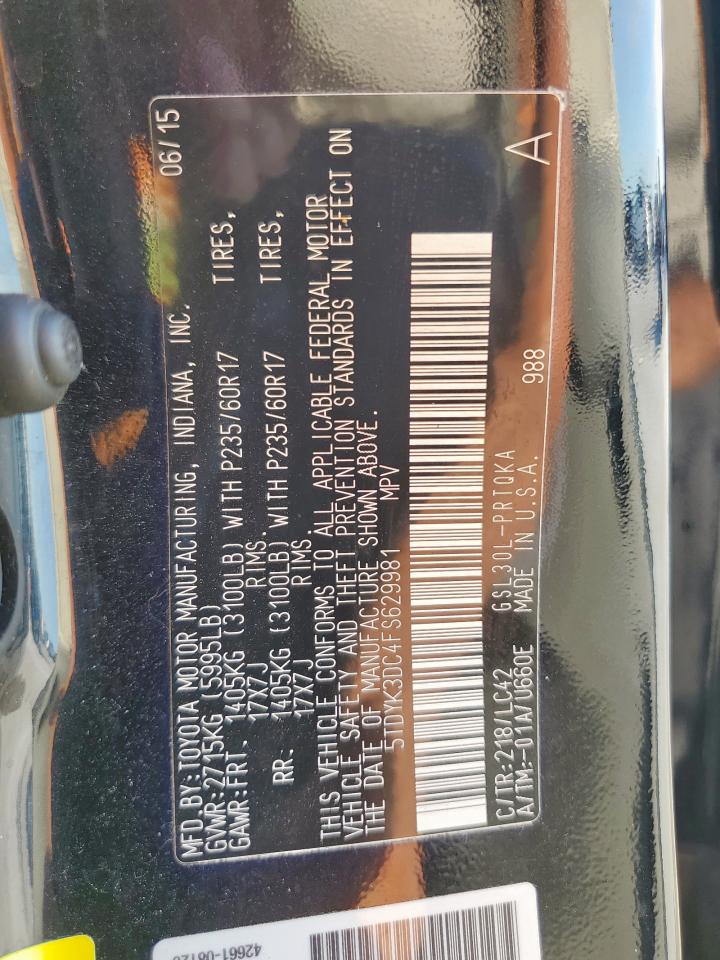 MFD.BY:TOYOTA MOTOR MANUFACTURING, INDIANA, INC. 06/15
GVWR:2715KG (5995LB)
GAWR:FRT. 1405KG (3100LB) WITH P235/60R17 TIRES,
17X7J RIMS.
RR: 1405KG (3100LB) WITH P235/60R17 TIRES,
17X7J RIMS.
THIS VEHICLE CONFORMS TO ALL APPLICABLE FEDERAL MOTOR
VEHICLE SAFETY AND THEFT PREVENTION STANDARDS IN EFFECT ON
THE DATE OF MANUFACTURE SHOWN ABOVE.
5TDYK3DC4FS629981 MPV
C/TR:218/LC42 GSL30L-PRTQKA
A/TM:-01A/U660E MADE IN U.S.A. 988 A